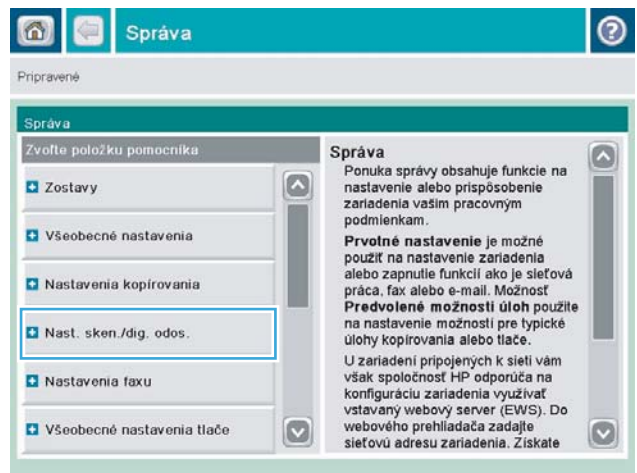 Správa
Pripravené
Správa
Zvoľte položku pomocníka
Zostavy
Všeobecné nastavenia
Nastavenia kopírovania
Nast. sken./dig. odos.
Nastavenia faxu
Všeobecné nastavenia tlače
Správa
Ponuka správy obsahuje funkcie na
nastavenie alebo prispôsobenie
zariadenia vašim pracovným
podmienkam.
Prvotné nastavenie je možné
použiť na nastavenie zariadenia
alebo zapnutie funkcií ako je sieťová
práca, fax alebo e-mail. Možnosť
Predvolené možnosti úloh použite
na nastavenie možností pre typické
úlohy kopírovania alebo tlače.
U zariadení pripojených k sieti vám
však spoločnosť HP odporúča na
konfiguráciu zariadenia využívať
vstavaný webový server (EWS). Do
webového prehliadača zadajte
sieťovú adresu zariadenia. Získate